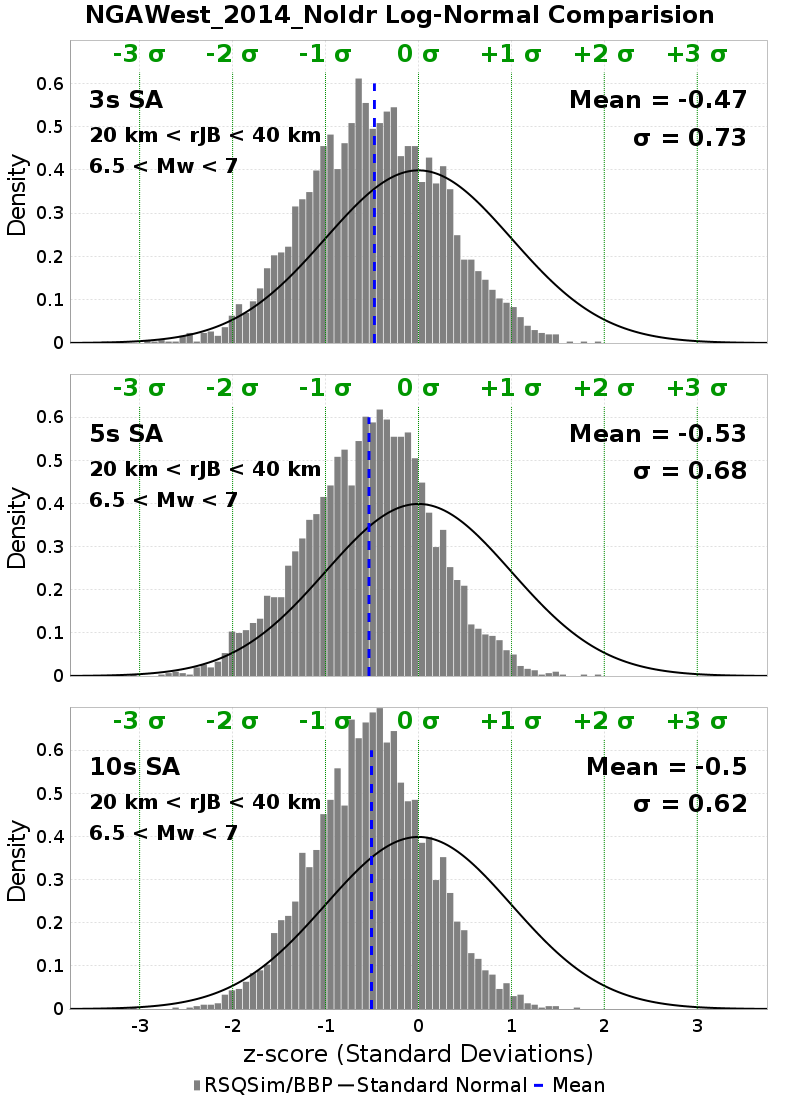 NGAWest_2014_NoIdr Log-Normal Comparision
-3 σ -2 σ -1 σ 0 σ +1 σ +2 σ +3 σ
0.6
3s SA Mean = -0.47
0.5
20 km < rJB < 40 km σ = 0.73
0.4
6.5 < Mw < 7
0.3
0.2
0.1
0
Density
-3 σ -2 σ -1 σ 0 σ +1 σ +2 σ +3 σ
0.6
5s SA Mean = -0.53
0.5
20 km < rJB < 40 km σ = 0.68
0.4
6.5 < Mw < 7
0.3
0.2
0.1
0
Density
-3 σ -2 σ -1 σ 0 σ +1 σ +2 σ +3 σ
0.6
10s SA Mean = -0.5
0.5
20 km < rJB < 40 km σ = 0.62
0.4
6.5 < Mw < 7
0.3
0.2
0.1
0
Density
-3 -2 -1 0 1 2 3
z-score (Standard Deviations)
RSQSim/BBP Standard Normal Mean